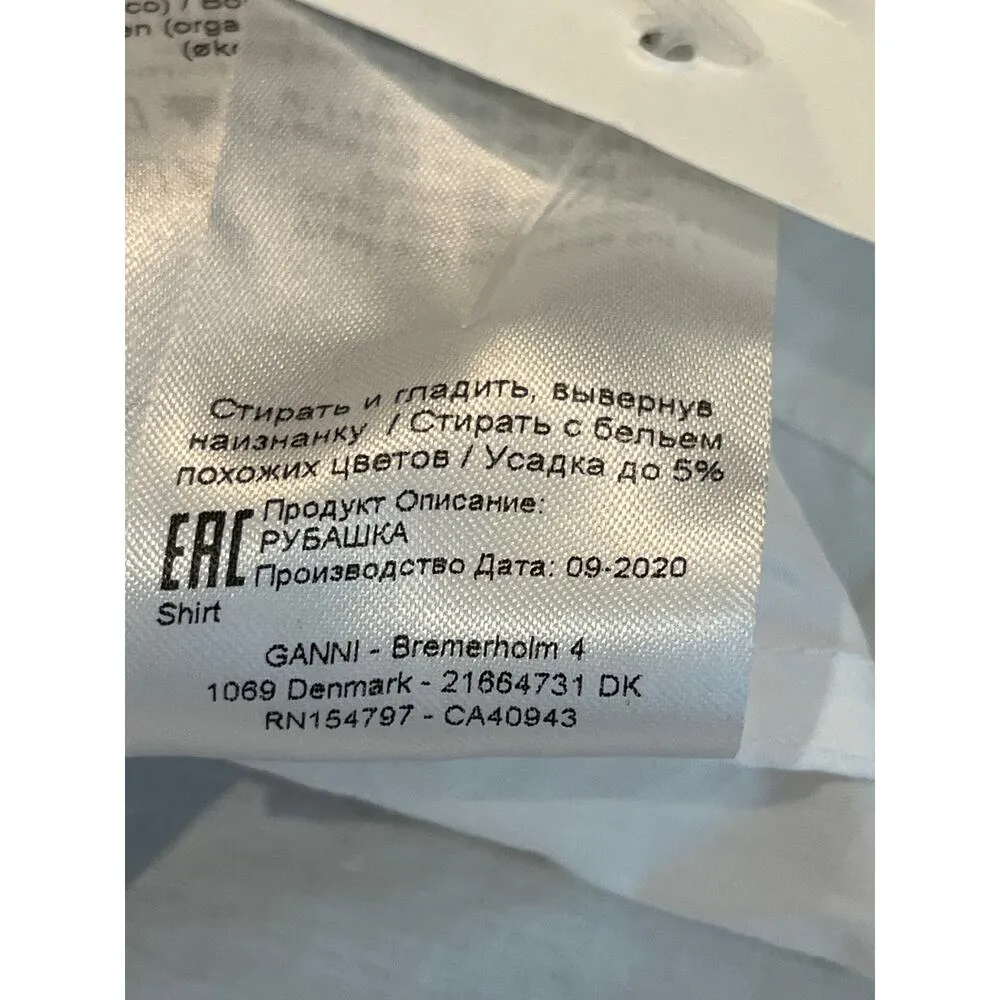 (orga
Стирать и гладить, вывернув
наизнанку / Стирать с бельем
похожих цветов / Усадка до 5%
EAC
Продукт Описание:
РУБАШКА
Производство Дата: 09-2020
Shirt
GANNI - Bremerholm 4
1069 Denmark - 21664731 DK
RN154797 - CA40943